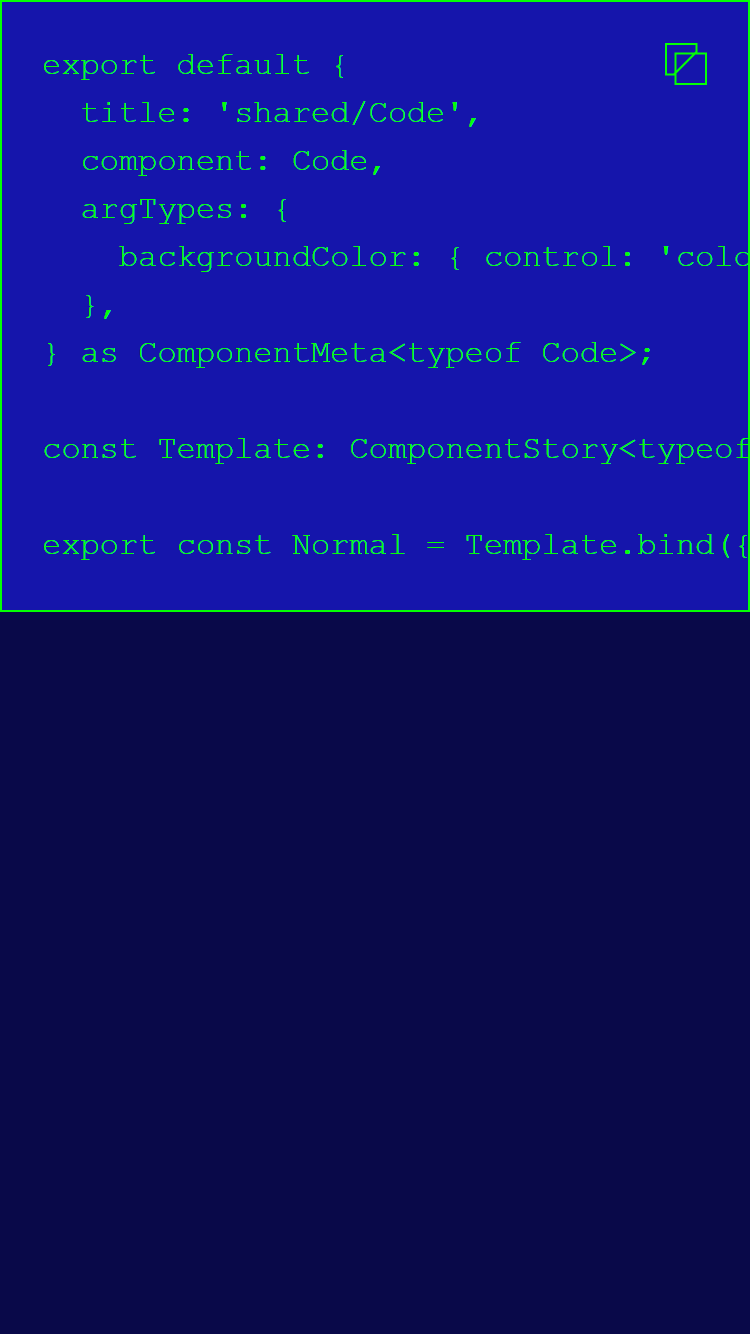 export default {
  title: 'shared/Code',
  component: Code,
  argTypes: {
    backgroundColor: { control: 'colo
  },
} as ComponentMeta<typeof Code>;
const Template: ComponentStory<typeof
export const Normal = Template.bind({